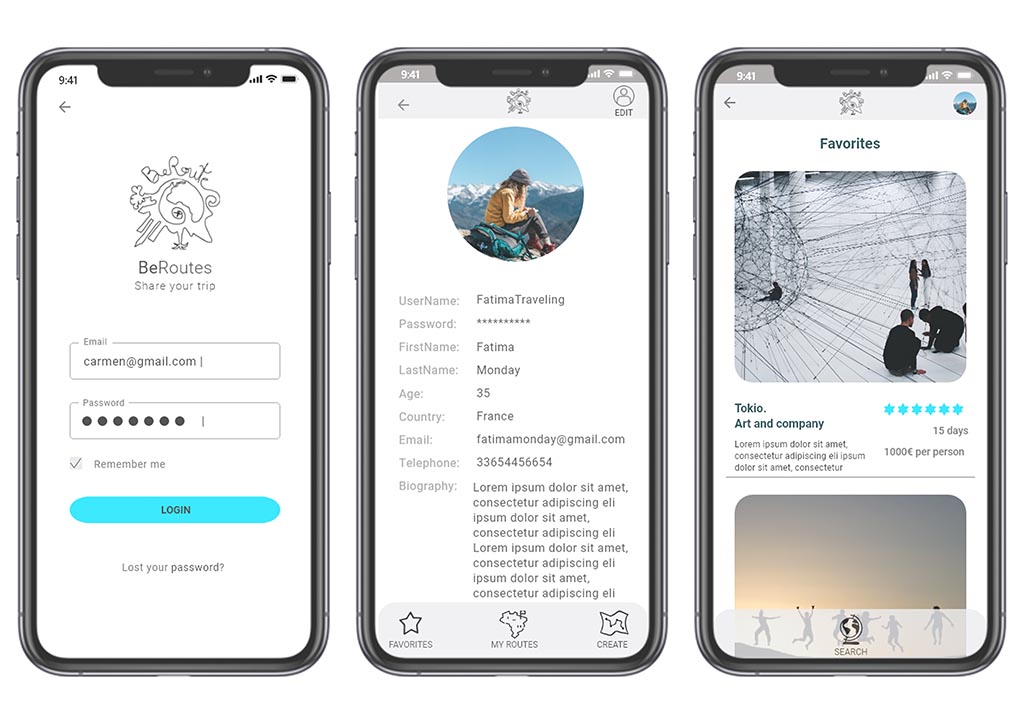 9:41
BeRoutes
BeRoutes
Share your trip
Email
carmen@gmail.com |
Password
●●●●●●● |
Remember me
LOGIN
Lost your password?
9:41
EDIT
UserName: FatimaTraveling
Password: **********
FirstName: Fatima
LastName: Monday
Age: 35
Country: France
Email: fatimamonday@gmail.com
Telephone: 33654456654
Biography: Lorem ipsum dolor sit amet,
consectetur adipiscing eli
ipsum dolor sit amet,
consectetur adipiscing eli
Lorem ipsum dolor sit amet,
consectetur adipiscing eli
ipsum dolor sit amet,
consectetur adipiscing eli
FAVORITES
MY ROUTES
CREATE
9:41
Favorites
Tokio.
Art and company
15 days
Lorem ipsum dolor sit amet,
consectetur adipiscing eli ipsum
dolor sit amet, consectetur
1000€ per person
SEARCH